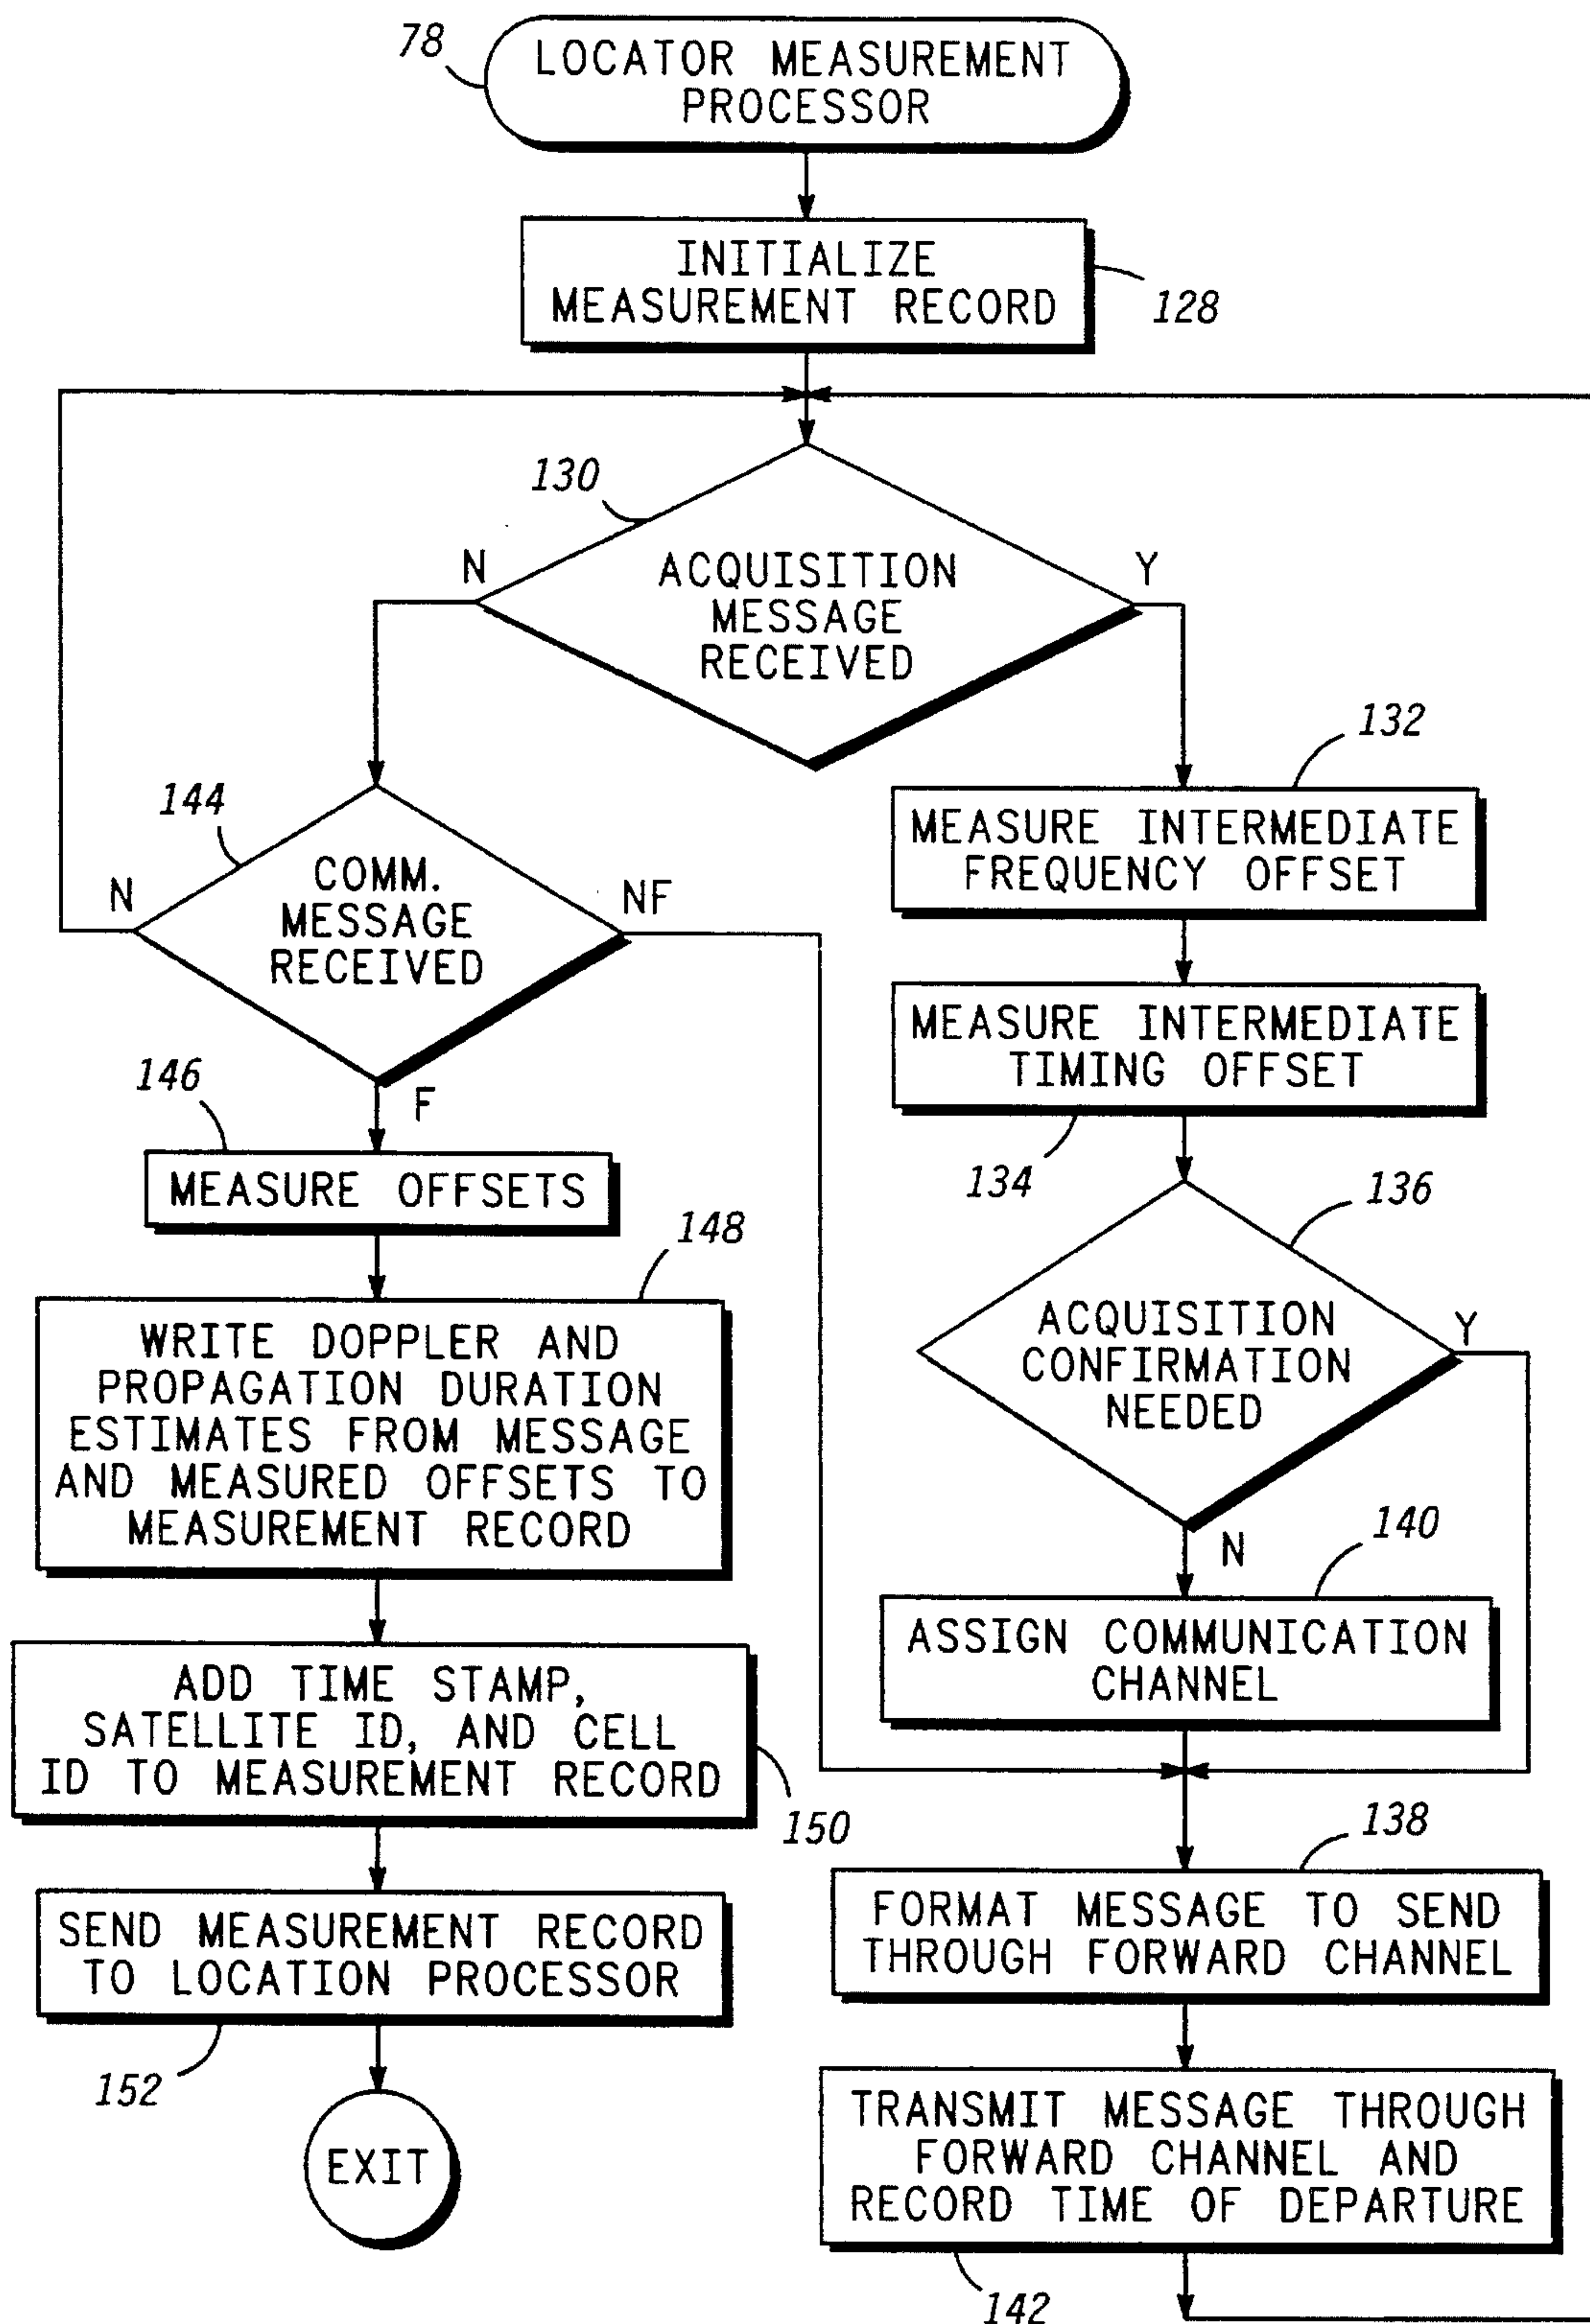 78
LOCATOR MEASUREMENT
PROCESSOR
INITIALIZE
MEASUREMENT RECORD
128
130
N
ACQUISITION
MESSAGE
RECEIVED
Y
132
MEASURE INTERMEDIATE
FREQUENCY OFFSET
144
N
COMM.
MESSAGE
RECEIVED
NF
F
MEASURE INTERMEDIATE
TIMING OFFSET
134
146
MEASURE OFFSETS
136
ACQUISITION
CONFIRMATION
NEEDED
Y
N
148
WRITE DOPPLER AND
PROPAGATION DURATION
ESTIMATES FROM MESSAGE
AND MEASURED OFFSETS TO
MEASUREMENT RECORD
140
ASSIGN COMMUNICATION
CHANNEL
ADD TIME STAMP,
SATELLITE ID, AND CELL
ID TO MEASUREMENT RECORD
150
138
FORMAT MESSAGE TO SEND
THROUGH FORWARD CHANNEL
SEND MEASUREMENT RECORD
TO LOCATION PROCESSOR
152
TRANSMIT MESSAGE THROUGH
FORWARD CHANNEL AND
RECORD TIME OF DEPARTURE
142
EXIT